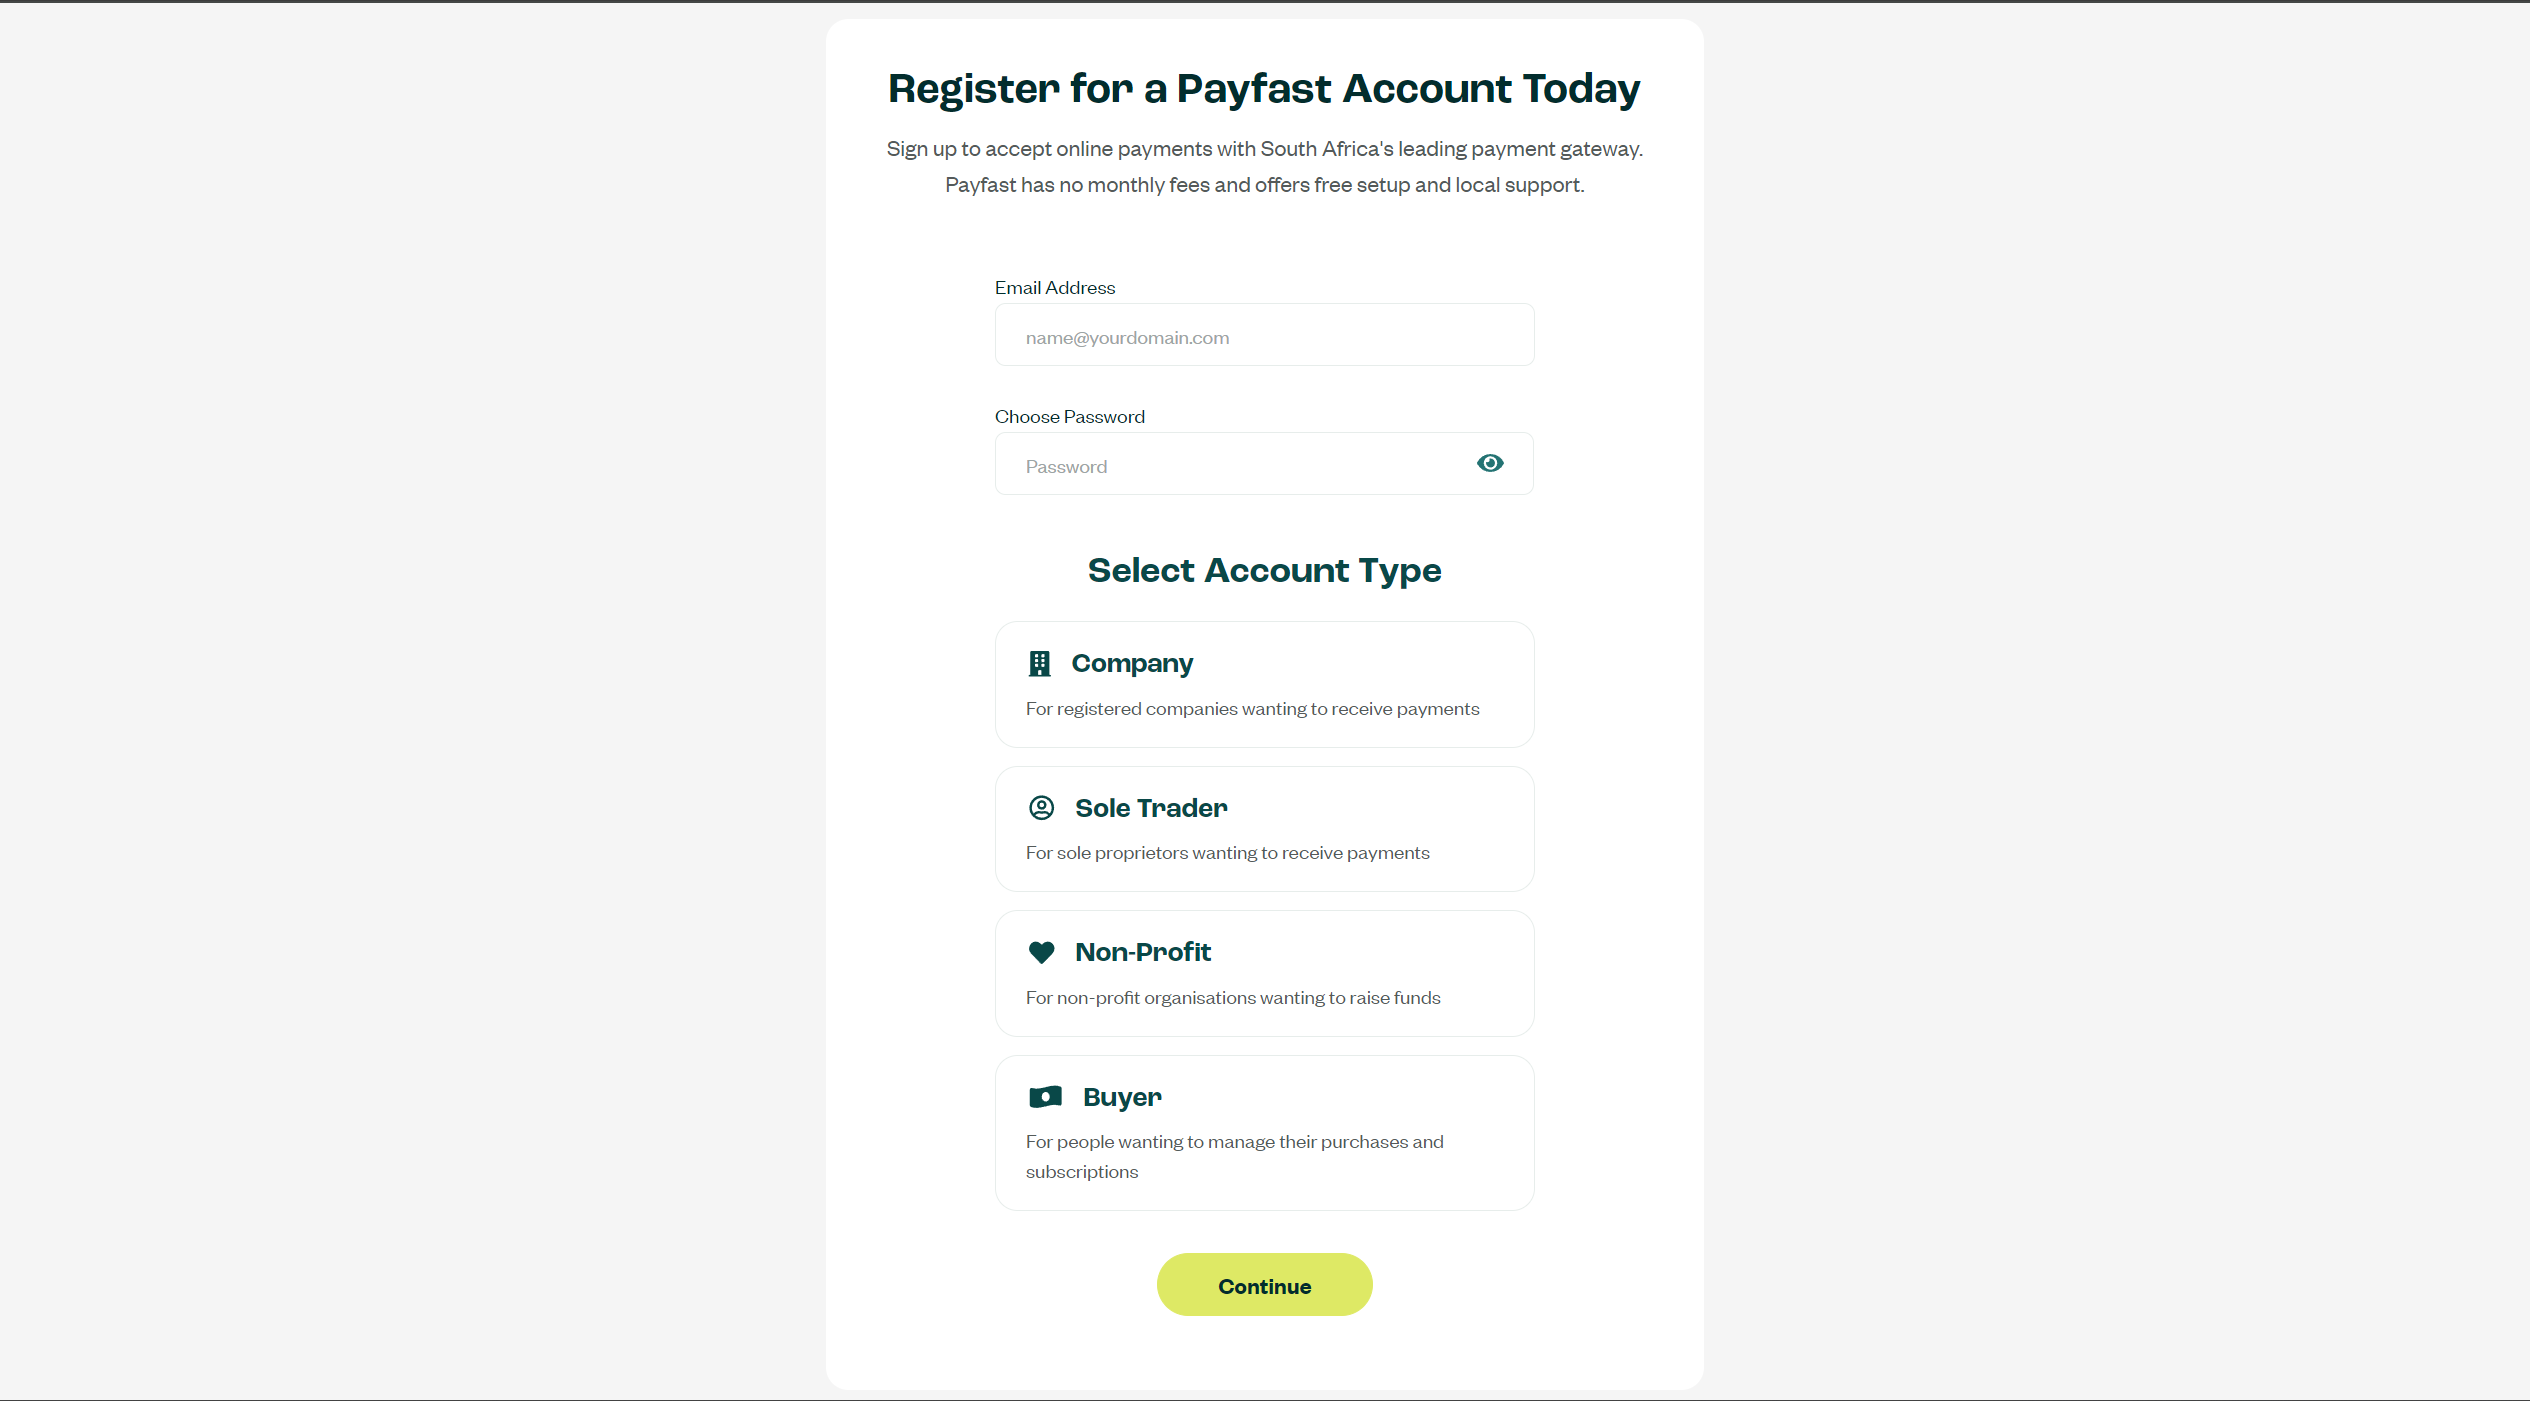 Register for a Payfast Account Today
Sign up to accept online payments with South Africa's leading payment gateway.
Payfast has no monthly fees and offers free setup and local support.
Email Address
name@yourdomain.com
Choose Password
Password
Select Account Type
Company
For registered companies wanting to receive payments
Sole Trader
For sole proprietors wanting to receive payments
Non-Profit
For non-profit organisations wanting to raise funds
Buyer
For people wanting to manage their purchases and
subscriptions
Continue